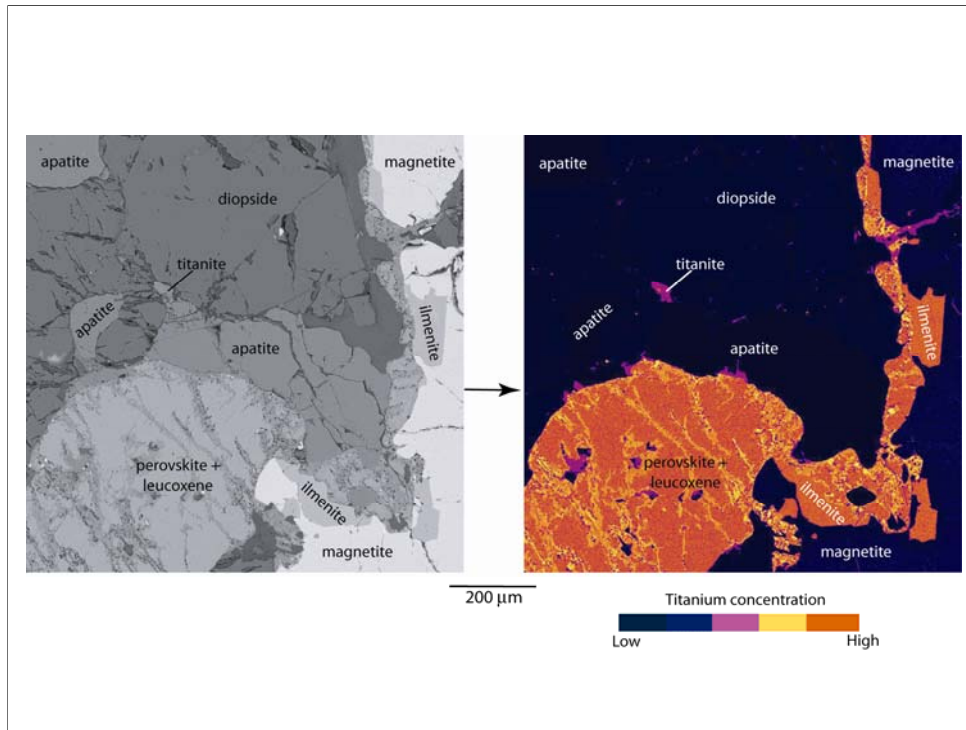 apatite
magnetite
diopside
titanite
apatite
apatite
ilmenite
perovskite +
leucoxene
ilmenite
magnetite
apatite
magnetite
diopside
titanite
apatite
apatite
ilmenite
perovskite +
leucoxene
ilmenite
magnetite
200 μm
Titanium concentration
Low High